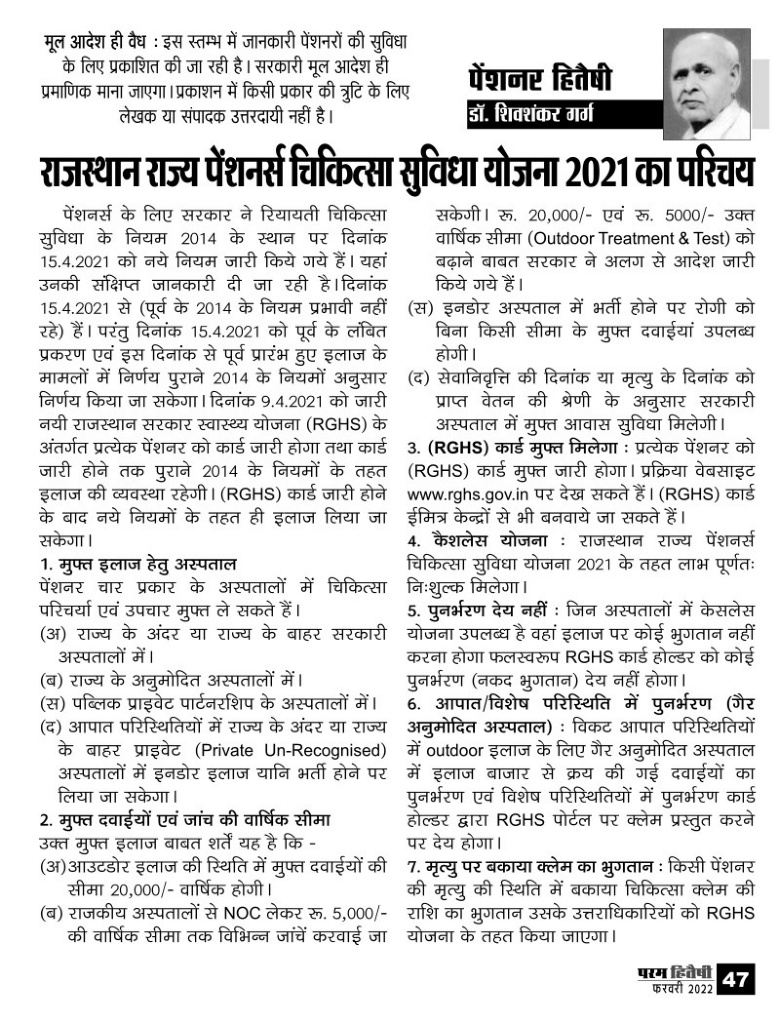 मूल आदेश ही वैध : इस स्तम्भ में जानकारी पेंशनरों की सुविधा
के लिए प्रकाशित की जा रही है। सरकारी मूल आदेश ही
प्रमाणिक माना जाएगा।प्रकाशन में किसी प्रकार की त्रुटि के लिए
लेखक या संपादक उत्तरदायी नहीं है।
पेंशनर हितैषी
डॉ. शिवशंकर गर्ग
राजस्थान राज्य पेंशनर्स चिकित्सा सुविधा योजना 2021 का परिचय
पेंशनर्स के लिए सरकार ने रियायती चिकित्सा
सुविधा के नियम 2014 के स्थान पर दिनांक
15.4.2021 को नये नियम जारी किये गये हैं। यहां
उनकी संक्षिप्त जानकारी दी जा रही है।दिनांक
15.4.2021 से (पूर्व के 2014 के नियम प्रभावी नहीं
रहे) हैं। परंतु दिनांक 15.4.2021 को पूर्व के लंबित
प्रकरण एवं इस दिनांक से पूर्व प्रारंभ हुए इलाज के
मामलों में निर्णय पुराने 2014 के नियमों अनुसार
निर्णय किया जा सकेगा।दिनांक 9.4.2021 को जारी
नयी राजस्थान सरकार स्वास्थ्य योजना (RGHS) के
अंतर्गत प्रत्येक पेंशनर को कार्ड जारी होगा तथा कार्ड
जारी होने तक पुराने 2014 के नियमों के तहत
इलाज की व्यवस्था रहेगी। (RGHS) कार्ड जारी होने
के बाद नये नियमों के तहत ही इलाज लिया जा
सकेगा।
1. मुफ्त इलाज हेतु अस्पताल
पेंशनर चार प्रकार के अस्पतालों में चिकित्सा
परिचर्या एवं उपचार मुफ्त ले सकते हैं।
(अ) राज्य के अंदर या राज्य के बाहर सरकारी
अस्पतालों में।
(ब) राज्य के अनुमोदित अस्पतालों में।
(स) पब्लिक प्राइवेट पार्टनरशिप के अस्पतालों में।
(द) आपात परिस्थितियों में राज्य के अंदर या राज्य
के बाहर प्राइवेट (Private Un-Recognised)
अस्पतालों में इनडोर इलाज यानि भर्ती होने पर
लिया जा सकेगा।
2. मुफ्त दवाईयों एवं जांच की वार्षिक सीमा
उक्त मुफ्त इलाज बाबत शर्तें यह है कि -
(अ)आउटडोर इलाज की स्थिति में मुफ्त दवाईयों की
सीमा 20,000/- वार्षिक होगी।
(ब) राजकीय अस्पतालों से NOC लेकर रू. 5,000/-
की वार्षिक सीमा तक विभिन्न जांचें करवाई जा
सकेगी। रू. 20,000/- एवं रू. 5000/- उक्त
वार्षिक सीमा (Outdoor Treatment & Test) को
बढ़ाने बाबत सरकार ने अलग से आदेश जारी
किये गये हैं।
(स) इनडोर अस्पताल में भर्ती होने पर रोगी को
बिना किसी सीमा के मुफ्त दवाईयां उपलब्ध
होगी।
(द) सेवानिवृत्ति की दिनांक या मृत्यु के दिनांक को
प्राप्त वेतन की श्रेणी के अनुसार सरकारी
अस्पताल में मुफ्त आवास सुविधा मिलेगी।
3. (RGHS) कार्ड मुफ्त मिलेगा : प्रत्येक पेंशनर को
(RGHS) कार्ड मुफ्त जारी होगा। प्रक्रिया वेबसाइट
www.rghs.gov.in पर देख सकते हैं। (RGHS) कार्ड
ईमित्र केन्द्रों से भी बनवाये जा सकते हैं।
4. कैशलेस योजना : राजस्थान राज्य पेंशनर्स
चिकित्सा सुविधा योजना 2021 के तहत लाभ पूर्णतः
निःशुल्क मिलेगा।
5. पुनर्भरण देय नहीं : जिन अस्पतालों में केसलेस
योजना उपलब्ध है वहां इलाज पर कोई भुगतान नहीं
करना होगा फलस्वरूप RGHS कार्ड होल्डर को कोई
पुनर्भरण (नकद भुगतान) देय नहीं होगा।
6. आपात/विशेष परिस्थिति में पुनर्भरण (गैर
अनुमोदित अस्पताल) : विकट आपात परिस्थितियों
में outdoor इलाज के लिए गैर अनुमोदित अस्पताल
में इलाज बाजार से क्रय की गई दवाईयों का
पुनर्भरण एवं विशेष परिस्थितियों में पुनर्भरण कार्ड
होल्डर द्वारा RGHS पोर्टल पर क्लेम प्रस्तुत करने
पर देय होगा।
7. मृत्यु पर बकाया क्लेम का भुगतान : किसी पेंशनर
की मृत्यु की स्थिति में बकाया चिकित्सा क्लेम की
राशि का भुगतान उसके उत्तराधिकारियों को RGHS
योजना के तहत किया जाएगा।
परम हितैषी
फरवरी 2022
47